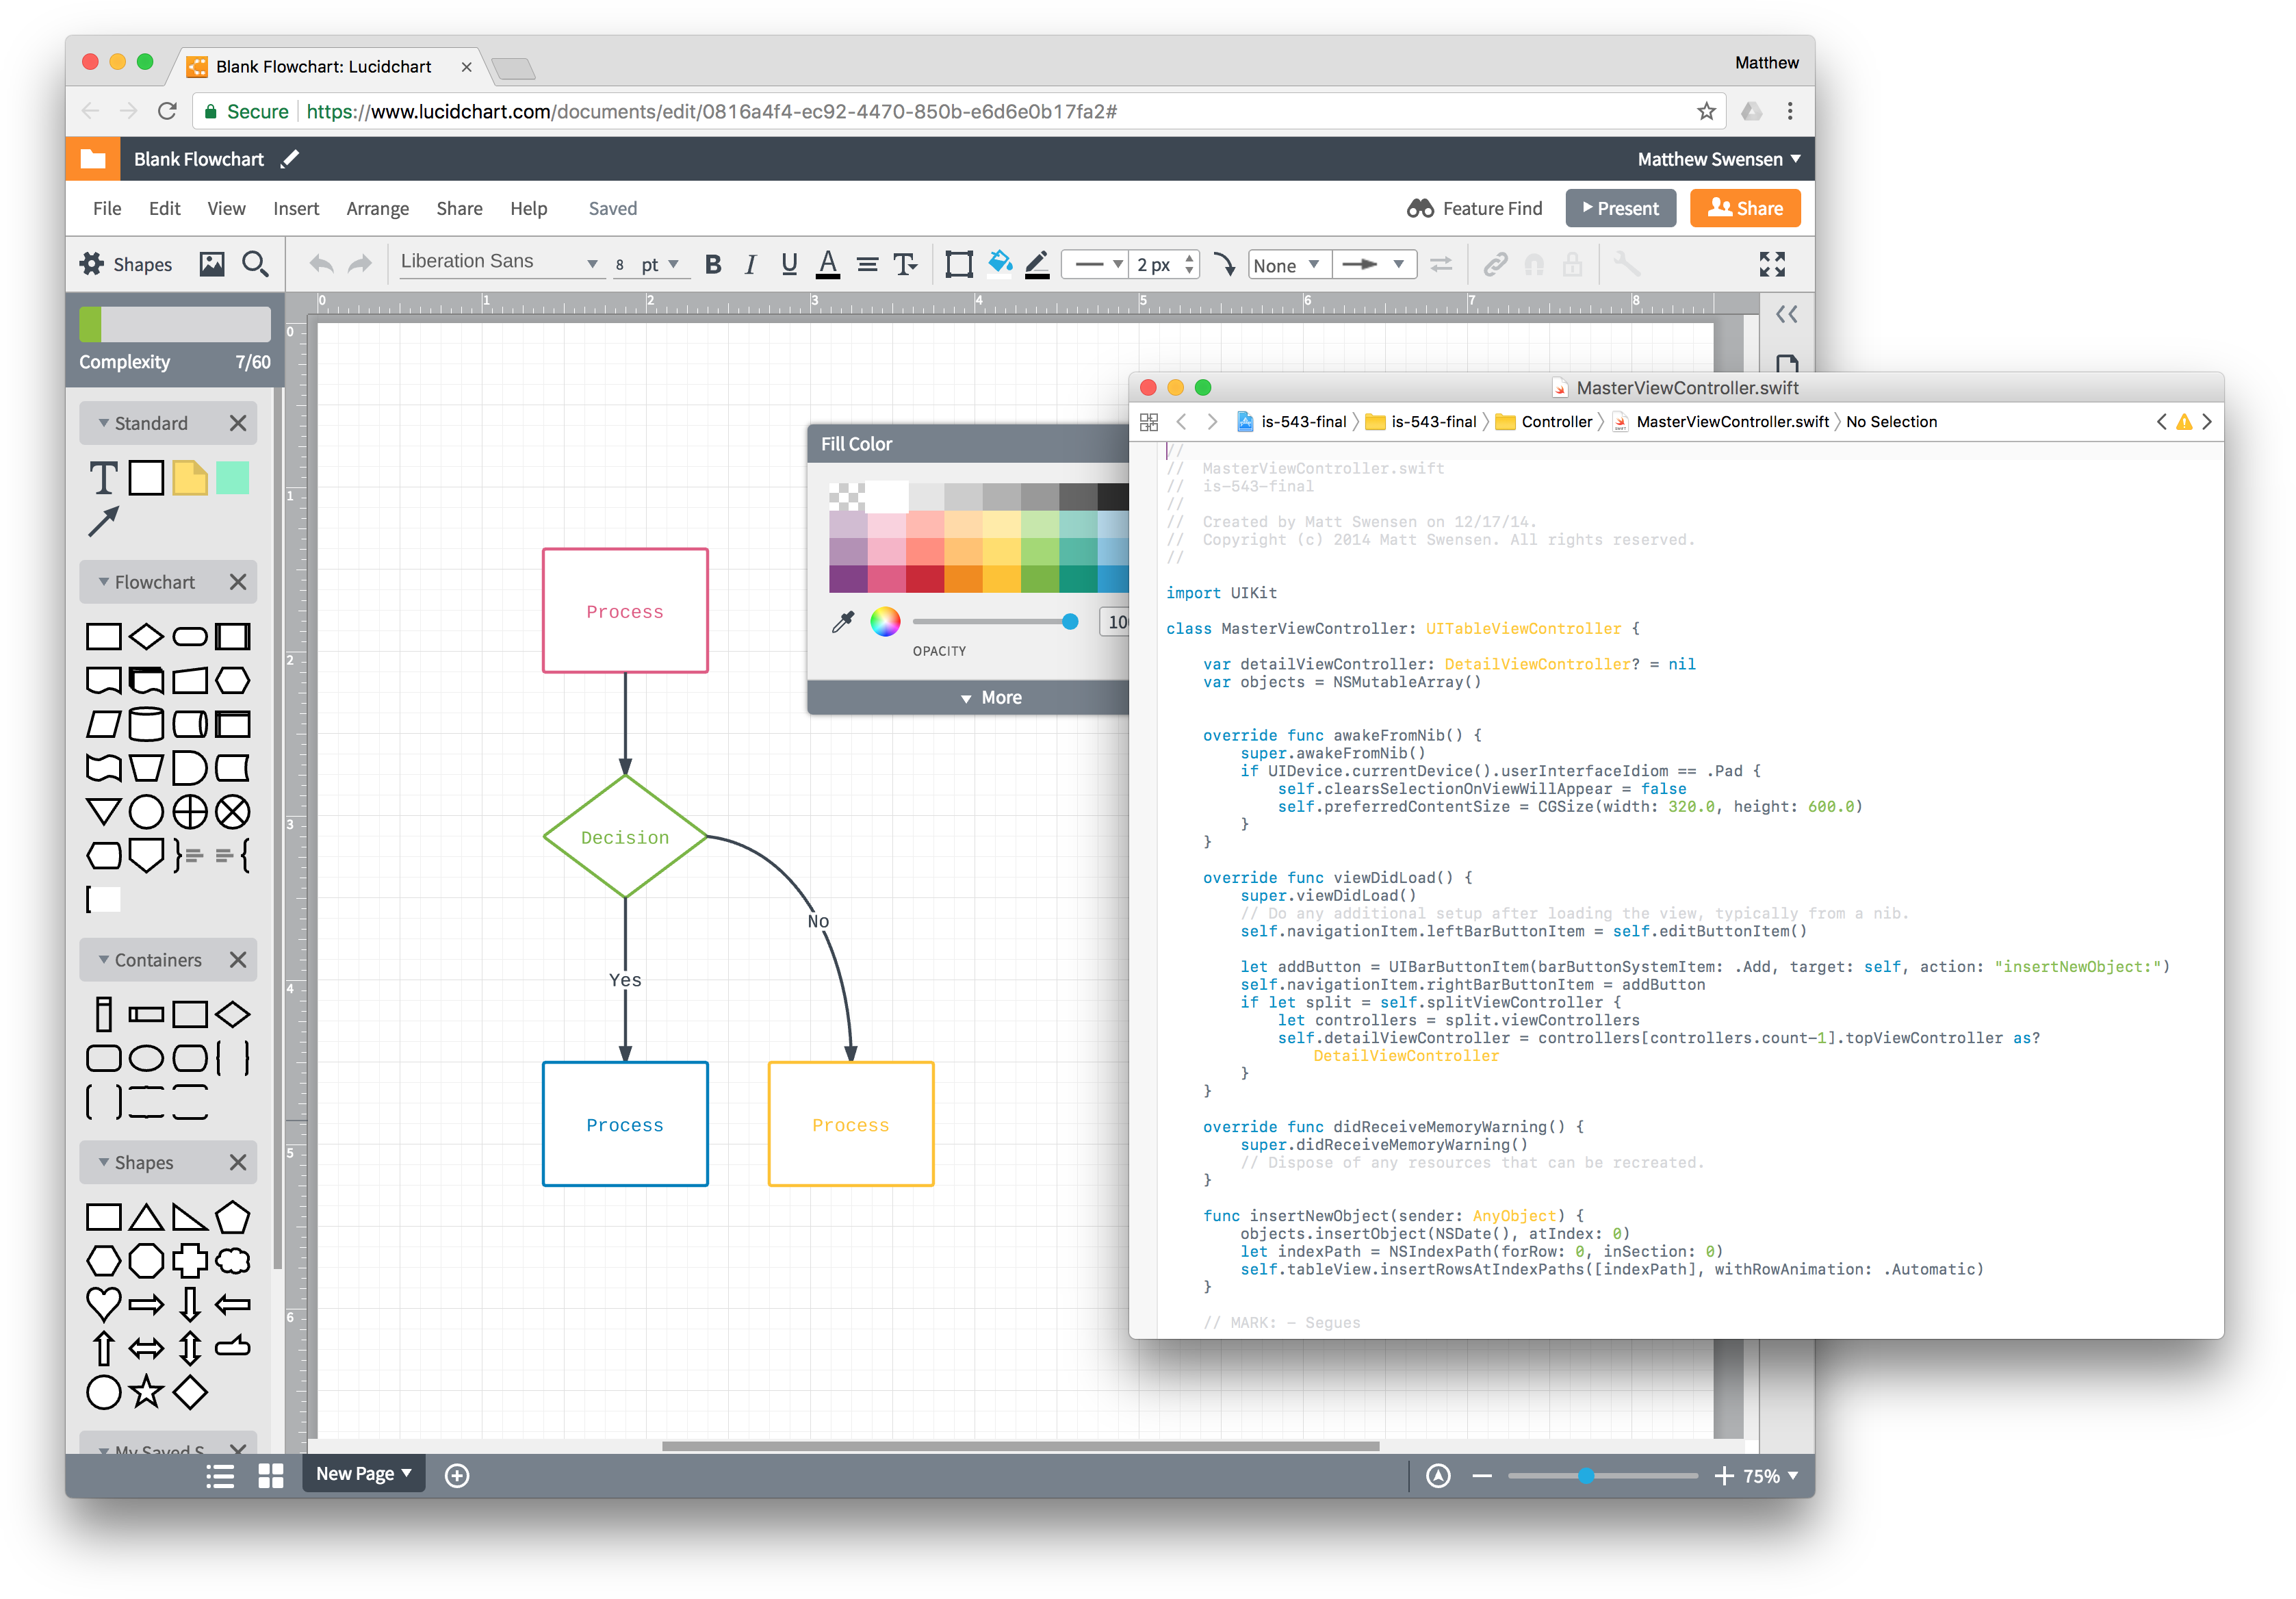 Blank Flowchart: Lucidchart
Matthew
Secure https://www.lucidchart.com/documents/edit/0816a4f4-ec92-4470-850b-e6d6e0b17fa2#
Blank Flowchart
Matthew Swensen
File Edit View Insert Arrange Share Help Saved
Feature Find Present Share
Shapes Liberation Sans 8 pt B I U A T 2 px None
0 1 2 3 4 5 6 7 8
Complexity 7/60
Standard
T
Flowchart
Containers
Shapes
0
1
2
3
4
5
6
Fill Color
OPACITY
More
Process
Decision
No
Yes
Process Process
New Page
75%
MasterViewController.swift
is-543-final is-543-final Controller MasterViewController.swift No Selection
//
// MasterViewController.swift
// is-543-final
//
// Created by Matt Swensen on 12/17/14.
// Copyright (c) 2014 Matt Swensen. All rights reserved.
//
import UIKit
class MasterViewController: UITableViewController {
var detailViewController: DetailViewController? = nil
var objects = NSMutableArray()
override func awakeFromNib() {
super.awakeFromNib()
if UIDevice.currentDevice().userInterfaceIdiom == .Pad {
self.clearsSelectionOnViewWillAppear = false
self.preferredContentSize = CGSize(width: 320.0, height: 600.0)
}
}
override func viewDidLoad() {
super.viewDidLoad()
// Do any additional setup after loading the view, typically from a nib.
self.navigationItem.leftBarButtonItem = self.editButtonItem()
let addButton = UIBarButtonItem(barButtonSystemItem: .Add, target: self, action: "insertNewObject:")
self.navigationItem.rightBarButtonItem = addButton
if let split = self.splitViewController {
let controllers = split.viewControllers
self.detailViewController = controllers[controllers.count-1].topViewController as?
DetailViewController
}
}
override func didReceiveMemoryWarning() {
super.didReceiveMemoryWarning()
// Dispose of any resources that can be recreated.
}
func insertNewObject(sender: AnyObject) {
objects.insertObject(NSDate(), atIndex: 0)
let indexPath = NSIndexPath(forRow: 0, inSection: 0)
self.tableView.insertRowsAtIndexPaths([indexPath], withRowAnimation: .Automatic)
}
// MARK: - Segues